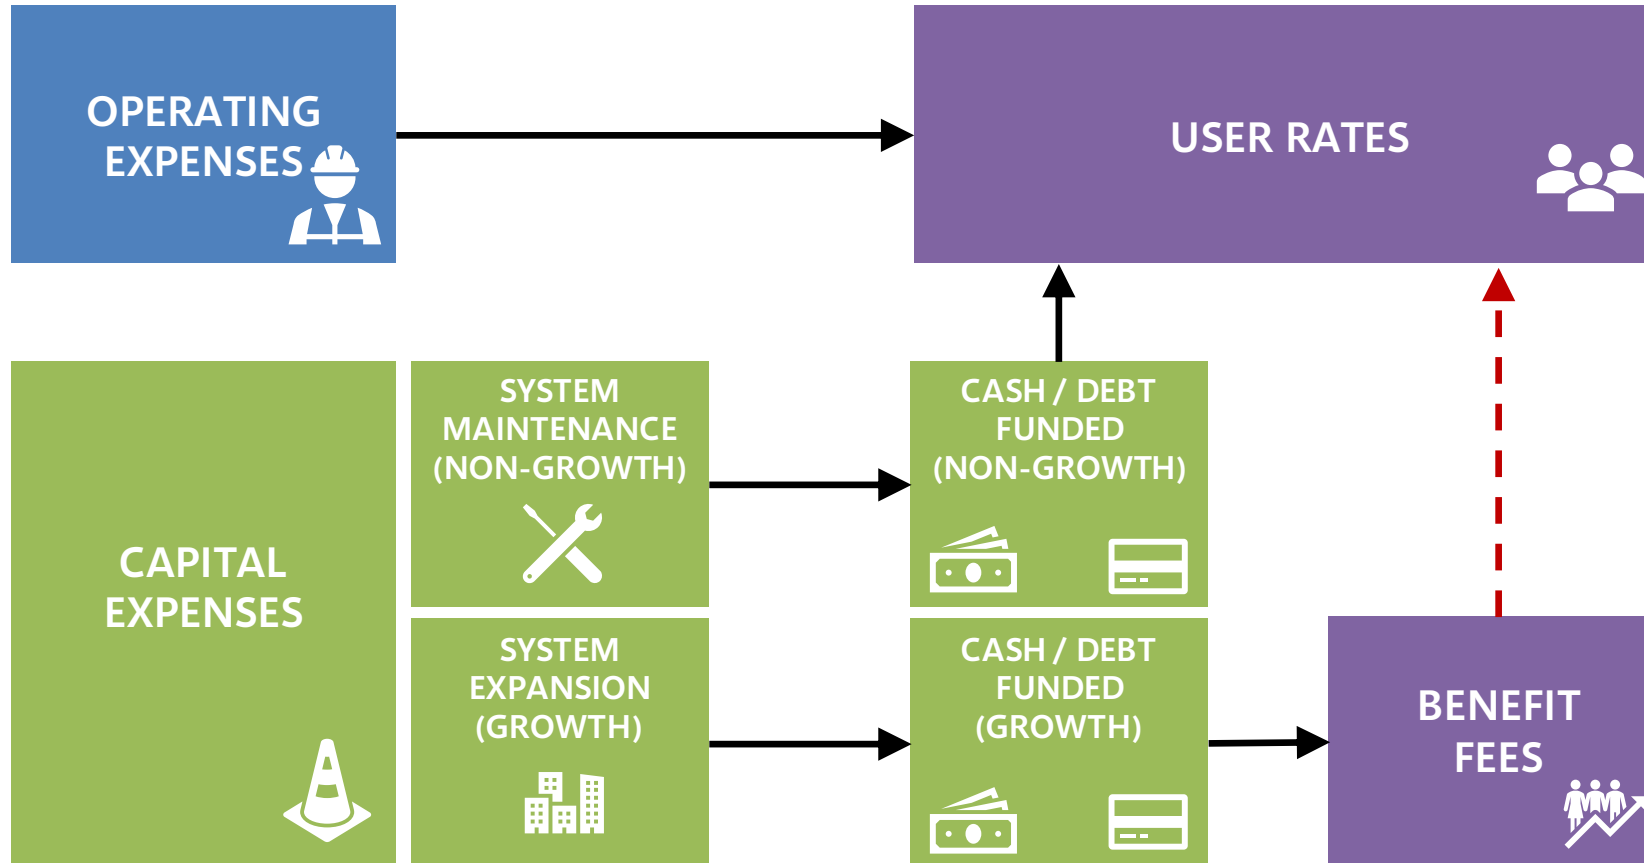 OPERATING
EXPENSES
USER RATES
CAPITAL
EXPENSES
SYSTEM
MAINTENANCE
(NON-GROWTH)
CASH / DEBT
FUNDED
(NON-GROWTH)
SYSTEM
EXPANSION
(GROWTH)
CASH / DEBT
FUNDED
(GROWTH)
BENEFIT
FEES